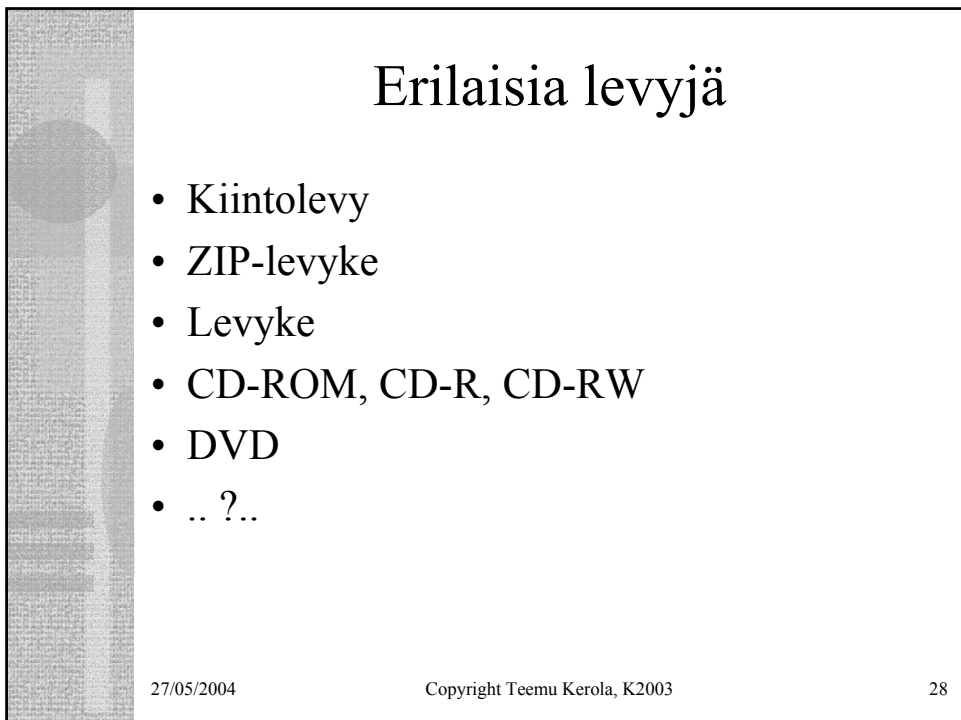 Erilaisia levyjä
• Kiintolevy
• ZIP-levyke
• Levyke
• CD-ROM, CD-R, CD-RW
• DVD
• .. ?..
27/05/2004 Copyright Teemu Kerola, K2003 28